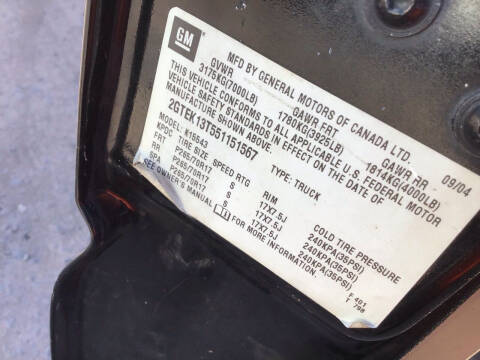 GM
MFD BY GENERAL MOTORS OF CANADA LTD. 09/04
GVWR GAWR FRT GAWR RR
3175KG(7000LB) 1780KG(3925LB) 1814KG(4000LB)
THIS VEHICLE CONFORMS TO ALL APPLICABLE U.S. FEDERAL MOTOR
VEHICLE SAFETY STANDARDS IN EFFECT ON THE DATE OF
MANUFACTURE SHOWN ABOVE.
2GTEK13T551151567 TYPE: TRUCK
MODEL: K15543
TIRE SIZE SPEED RTG RIM COLD TIRE PRESSURE
FRT P265/70R17 S 17X7.5J 240KPA(35PSI)
RR P265/70R17 S 17X7.5J 240KPA(35PSI)
SPA P265/70R17 S 17X7.5J 240KPA(35PSI)
SEE OWNER'S MANUAL FOR MORE INFORMATION.
F 401
T 798